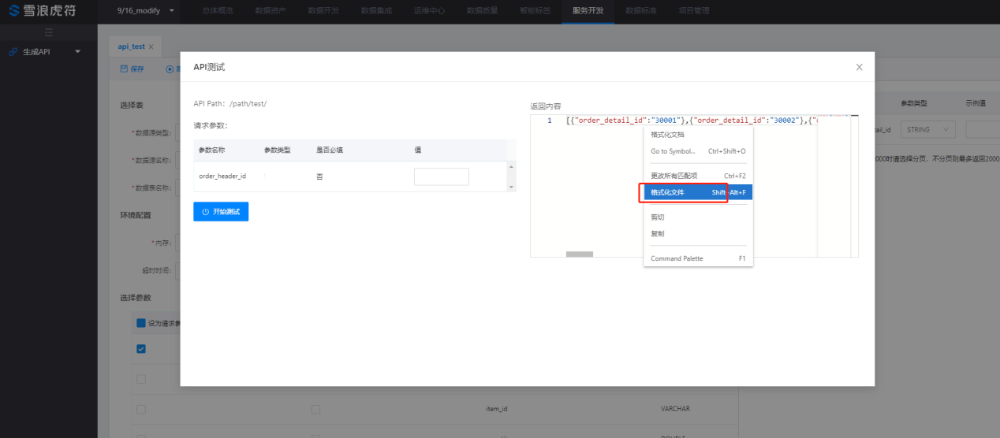 雪浪虎符 9/16_modify 总体概览 数据资产 数据开发 数据集成 运维中心 数据质量 智能标签 服务开发 数据标准 项目管理
生成API
api_test
保存
API测试
选择表
API Path: /path/test/
返回内容
参数类型 示例值
1 [{"order_detail_id":"30001"},{"order_detail_id":"30002"},{"
请求参数:
*数据源类型:
格式化文档
ail_id STRING
参数名称 参数类型 是否必填 值
Go to Symbol... Ctrl+Shift+O
*数据源名称:
000时请选择分页,不分页则最多返回2000
order_header_id 否
更改所有匹配项 Ctrl+F2
*数据表名称:
格式化文件 Shift+Alt+F
环境配置
开始测试
剪切
复制
*内存:
Command Palette F1
超时时间:
选择参数
设为请求参
item_id VARCHAR
DOUBLE